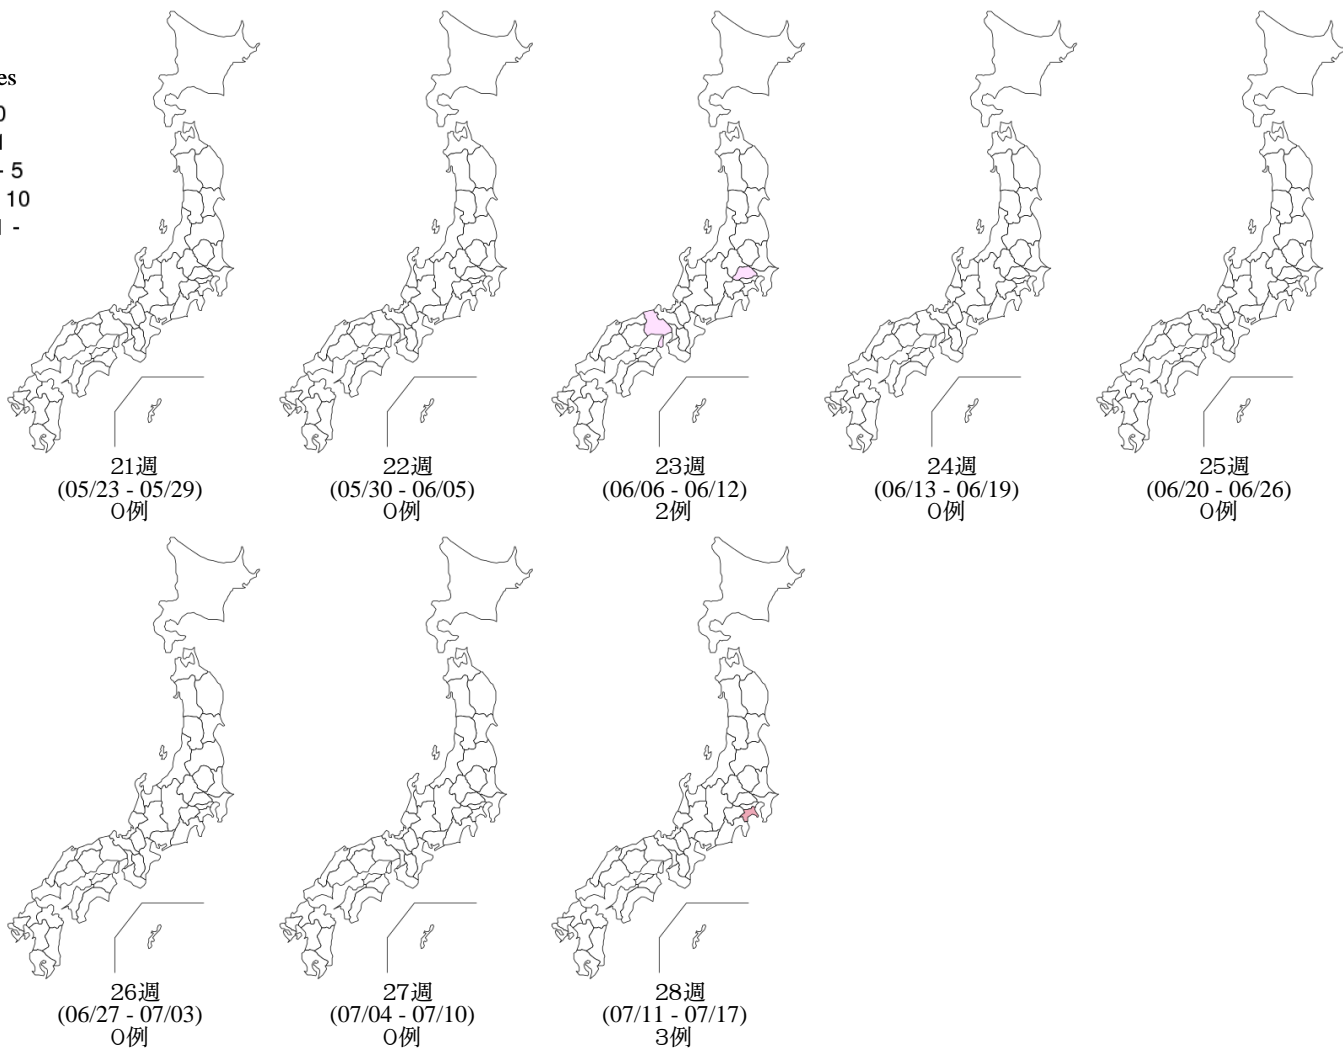 es
0
1
- 5
10
1 -
21週
(05/23 - 05/29)
0例
22週
(05/30 - 06/05)
0例
23週
(06/06 - 06/12)
2例
24週
(06/13 - 06/19)
0例
25週
(06/20 - 06/26)
0例
26週
(06/27 - 07/03)
0例
27週
(07/04 - 07/10)
0例
28週
(07/11 - 07/17)
3例